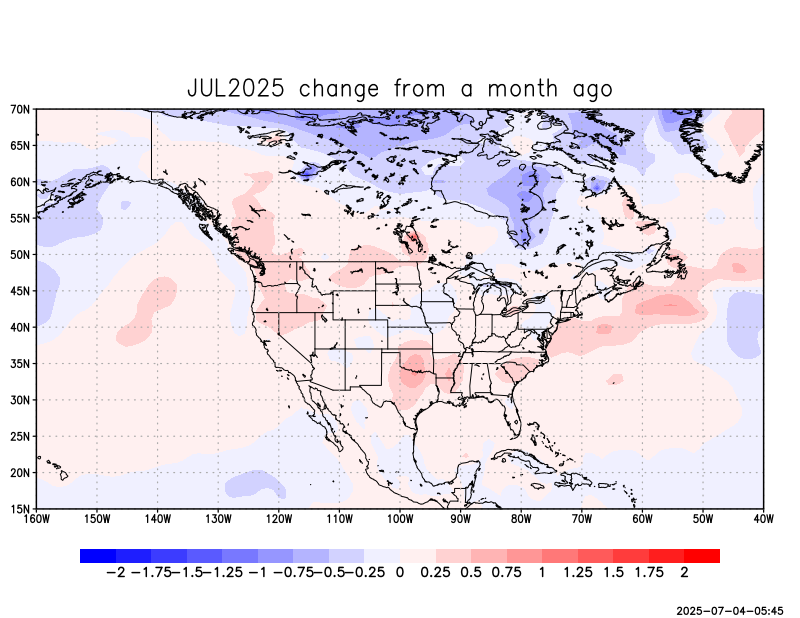 JUL2025 change from a month ago
70N
65N
60N
55N
50N
45N
40N
35N
30N
25N
20N
15N
160W 150W 140W 130W 120W 110W 100W 90W 80W 70W 60W 50W 40W
−2 −1.75 −1.5 −1.25 −1 −0.75 −0.5 −0.25 0 0.25 0.5 0.75 1 1.25 1.5 1.75 2
2025-07-04-05:45